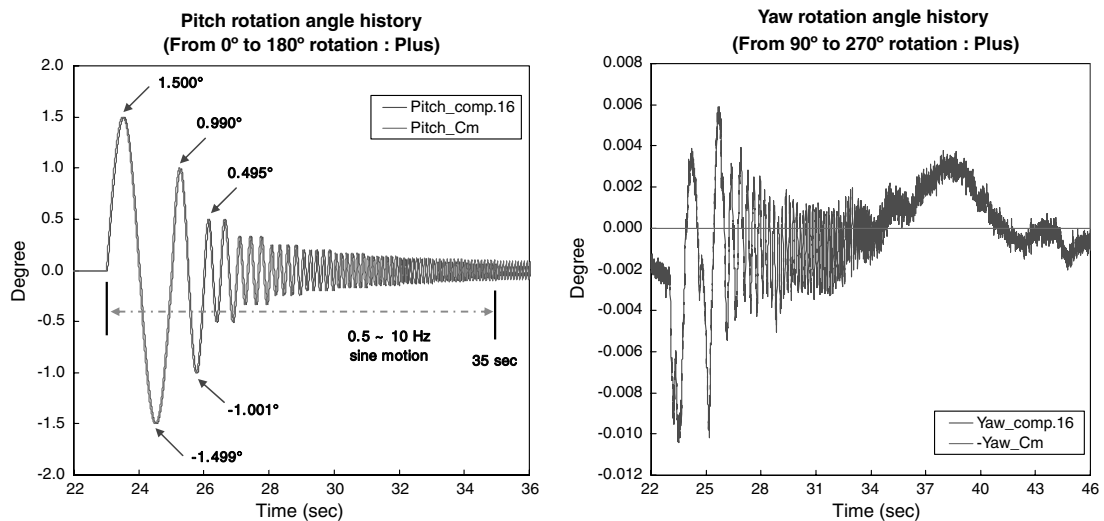 Pitch rotation angle history
(From 0° to 180° rotation : Plus)
2.0
1.5
1.0
0.5
0.0
-0.5
-1.0
-1.5
-2.0
Degree
1.500°
0.990°
0.495°
Pitch_comp.16
Pitch_Cm
0.5 ~ 10 Hz
sine motion
35 sec
-1.001°
-1.499°
22 24 26 28 30 32 34 36
Time (sec)
Yaw rotation angle history
(From 90° to 270° rotation : Plus)
0.008
0.006
0.004
0.002
0.000
-0.002
-0.004
-0.006
-0.008
-0.010
-0.012
Degree
Yaw_comp.16
-Yaw_Cm
22 25 28 31 34 37 40 43 46
Time (sec)